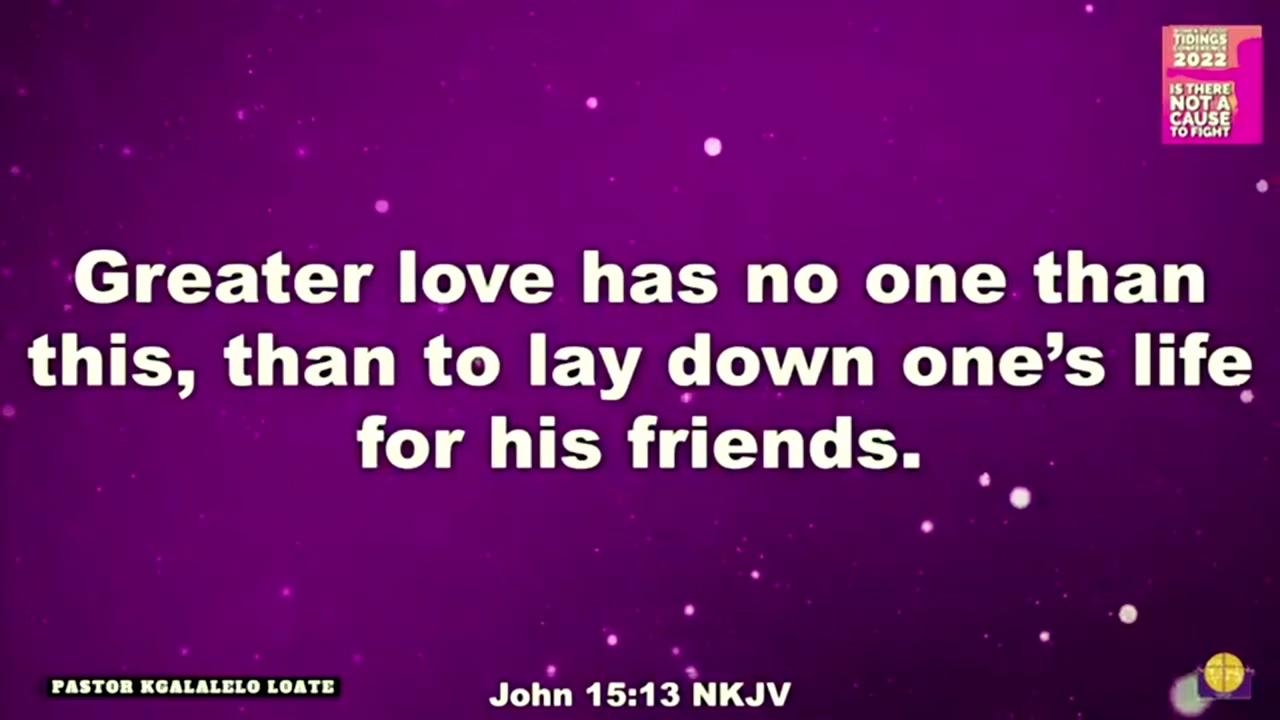 TIDINGS
CONFERENCE
2022
IS THERE
NOT A
CAUSE
TO FIGHT
Greater love has no one than
this, than to lay down one’s life
for his friends.
PASTOR KGALALELO LOATE
John 15:13 NKJV